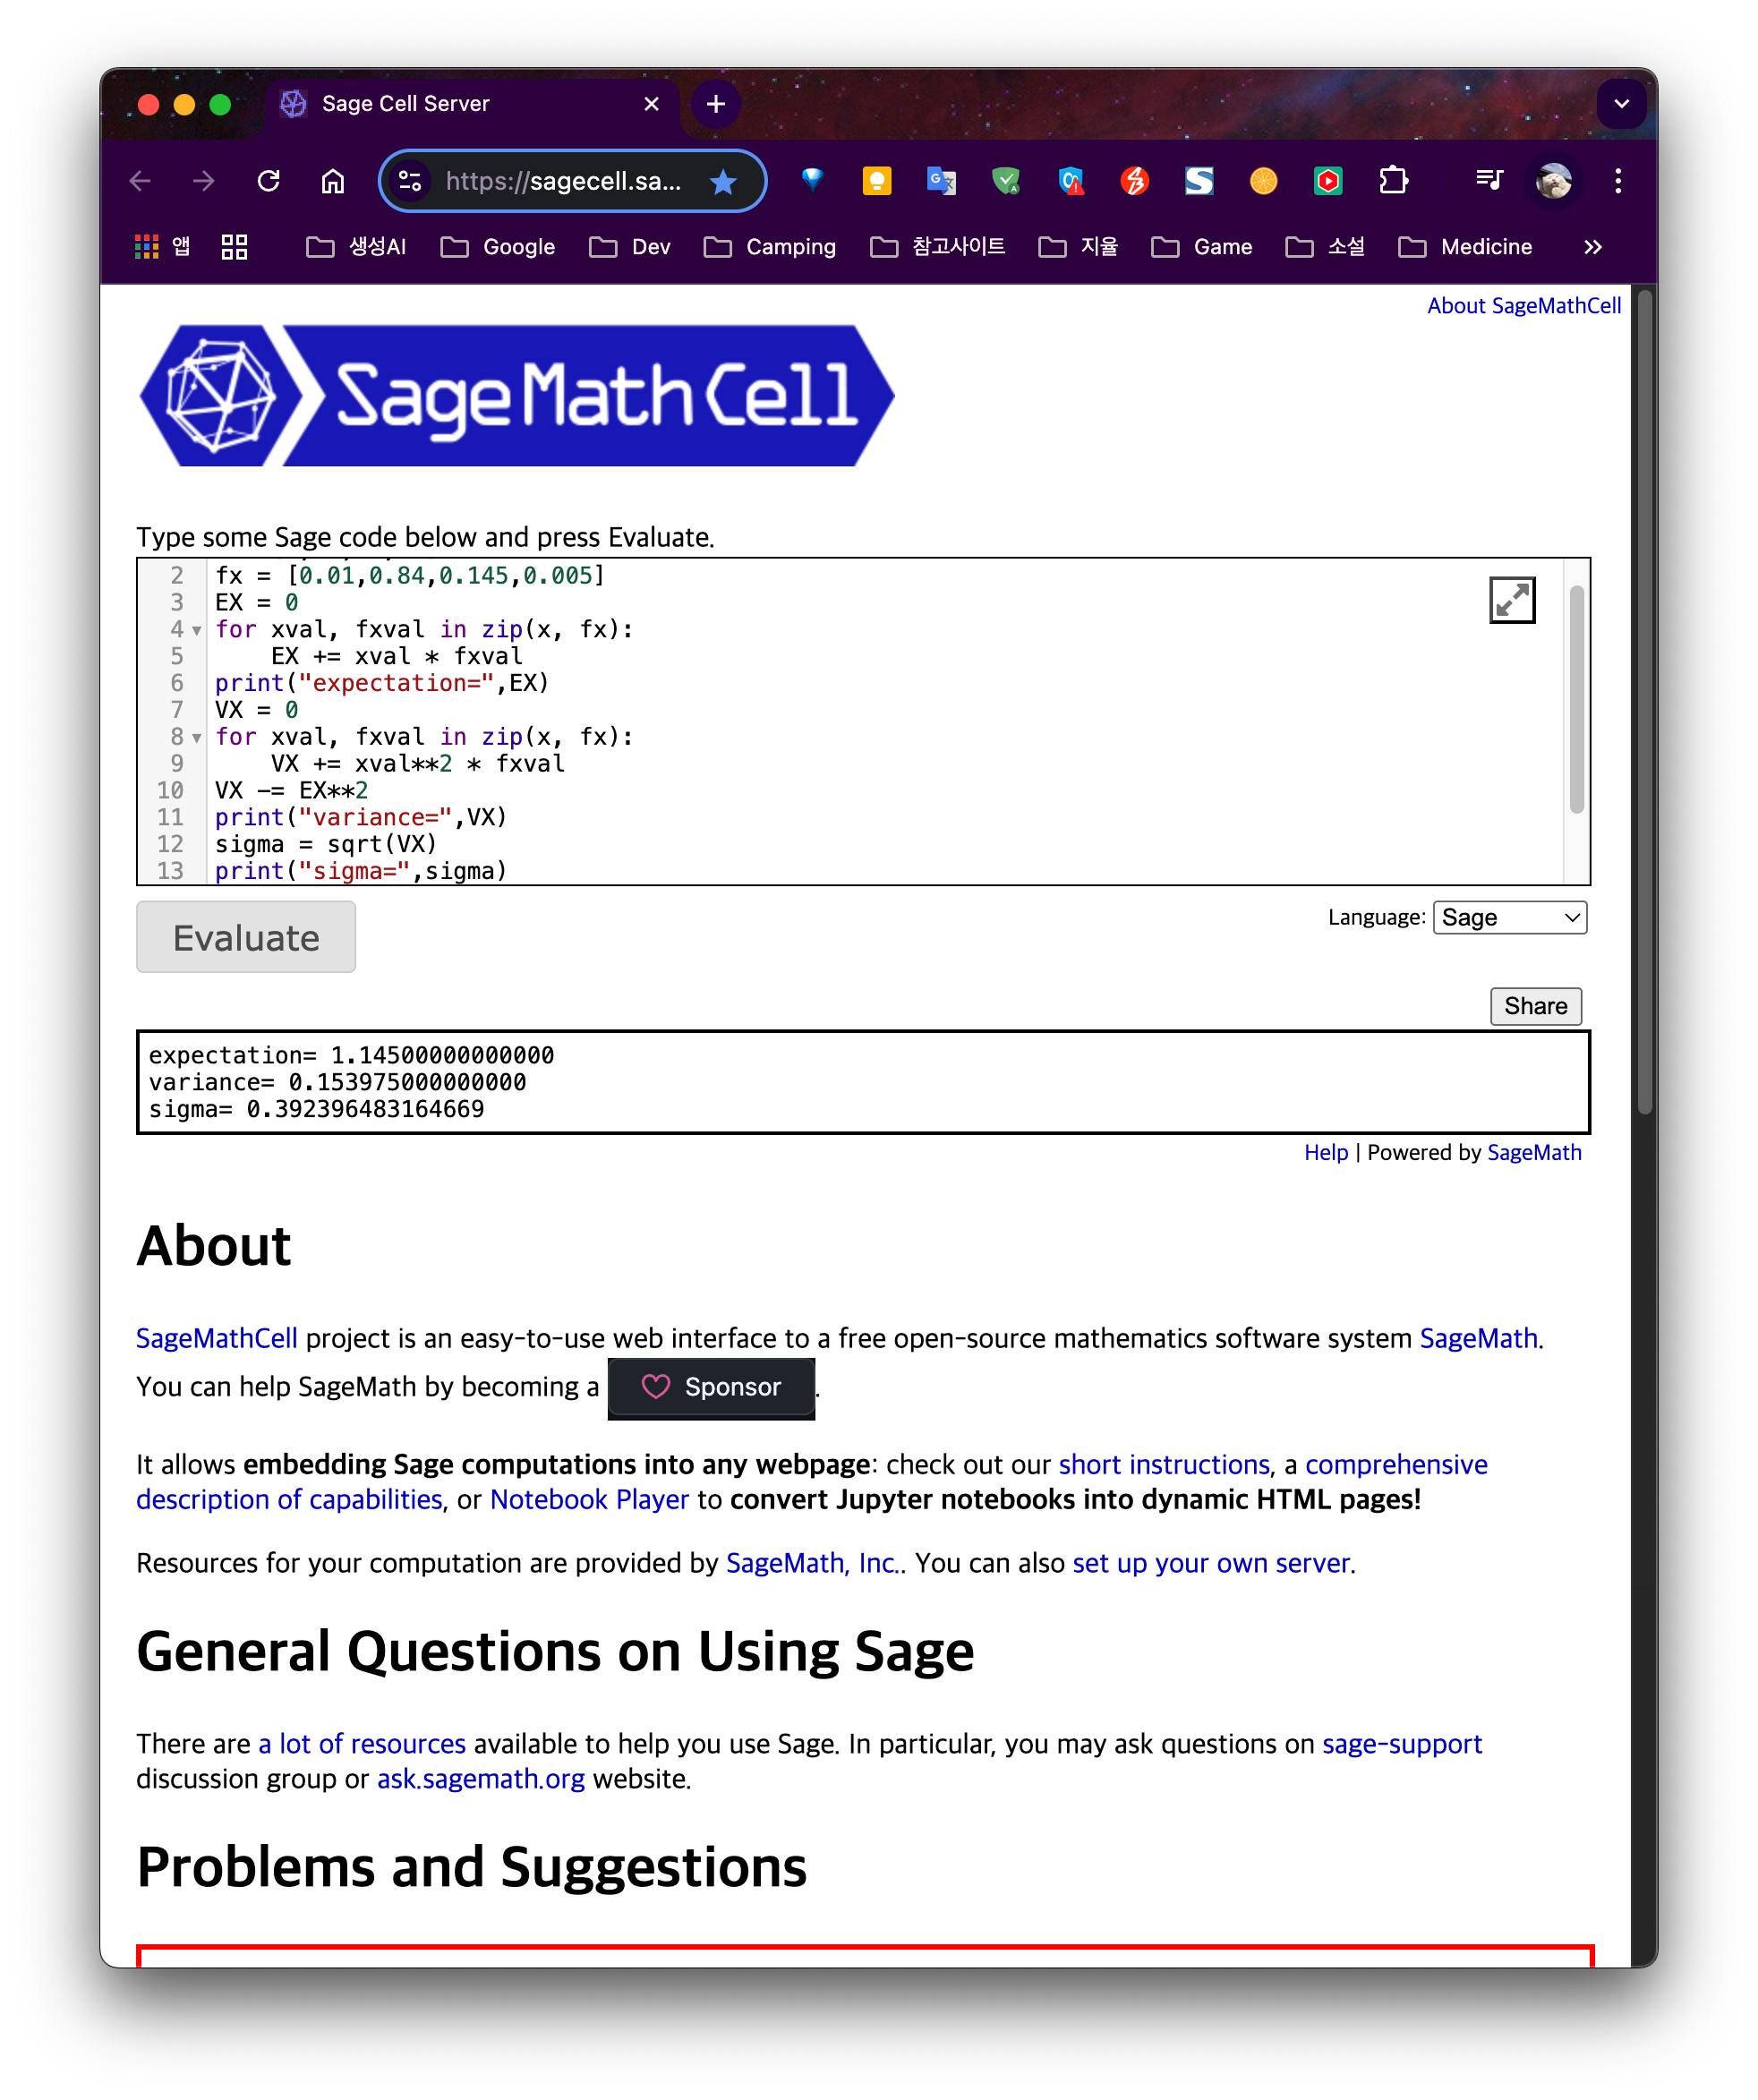 Sage Cell Server
https://sagecell.sa...
앱
생성AI
Google
Dev
Camping
참고사이트
지율
Game
소설
Medicine
About SageMathCell
SageMathCell
Type some Sage code below and press Evaluate.
2 fx = [0.01,0.84,0.145,0.005]
3 EX = 0
4 for xval, fxval in zip(x, fx):
5     EX += xval * fxval
6 print("expectation=",EX)
7 VX = 0
8 for xval, fxval in zip(x, fx):
9     VX += xval**2 * fxval
10 VX -= EX**2
11 print("variance=",VX)
12 sigma = sqrt(VX)
13 print("sigma=",sigma)
Evaluate
Language: Sage
Share
expectation= 1.14500000000000
variance= 0.153975000000000
sigma= 0.392396483164669
Help | Powered by SageMath
About
SageMathCell project is an easy-to-use web interface to a free open-source mathematics software system SageMath.
You can help SageMath by becoming a Sponsor.
It allows embedding Sage computations into any webpage: check out our short instructions, a comprehensive
description of capabilities, or Notebook Player to convert Jupyter notebooks into dynamic HTML pages!
Resources for your computation are provided by SageMath, Inc.. You can also set up your own server.
General Questions on Using Sage
There are a lot of resources available to help you use Sage. In particular, you may ask questions on sage-support
discussion group or ask.sagemath.org website.
Problems and Suggestions